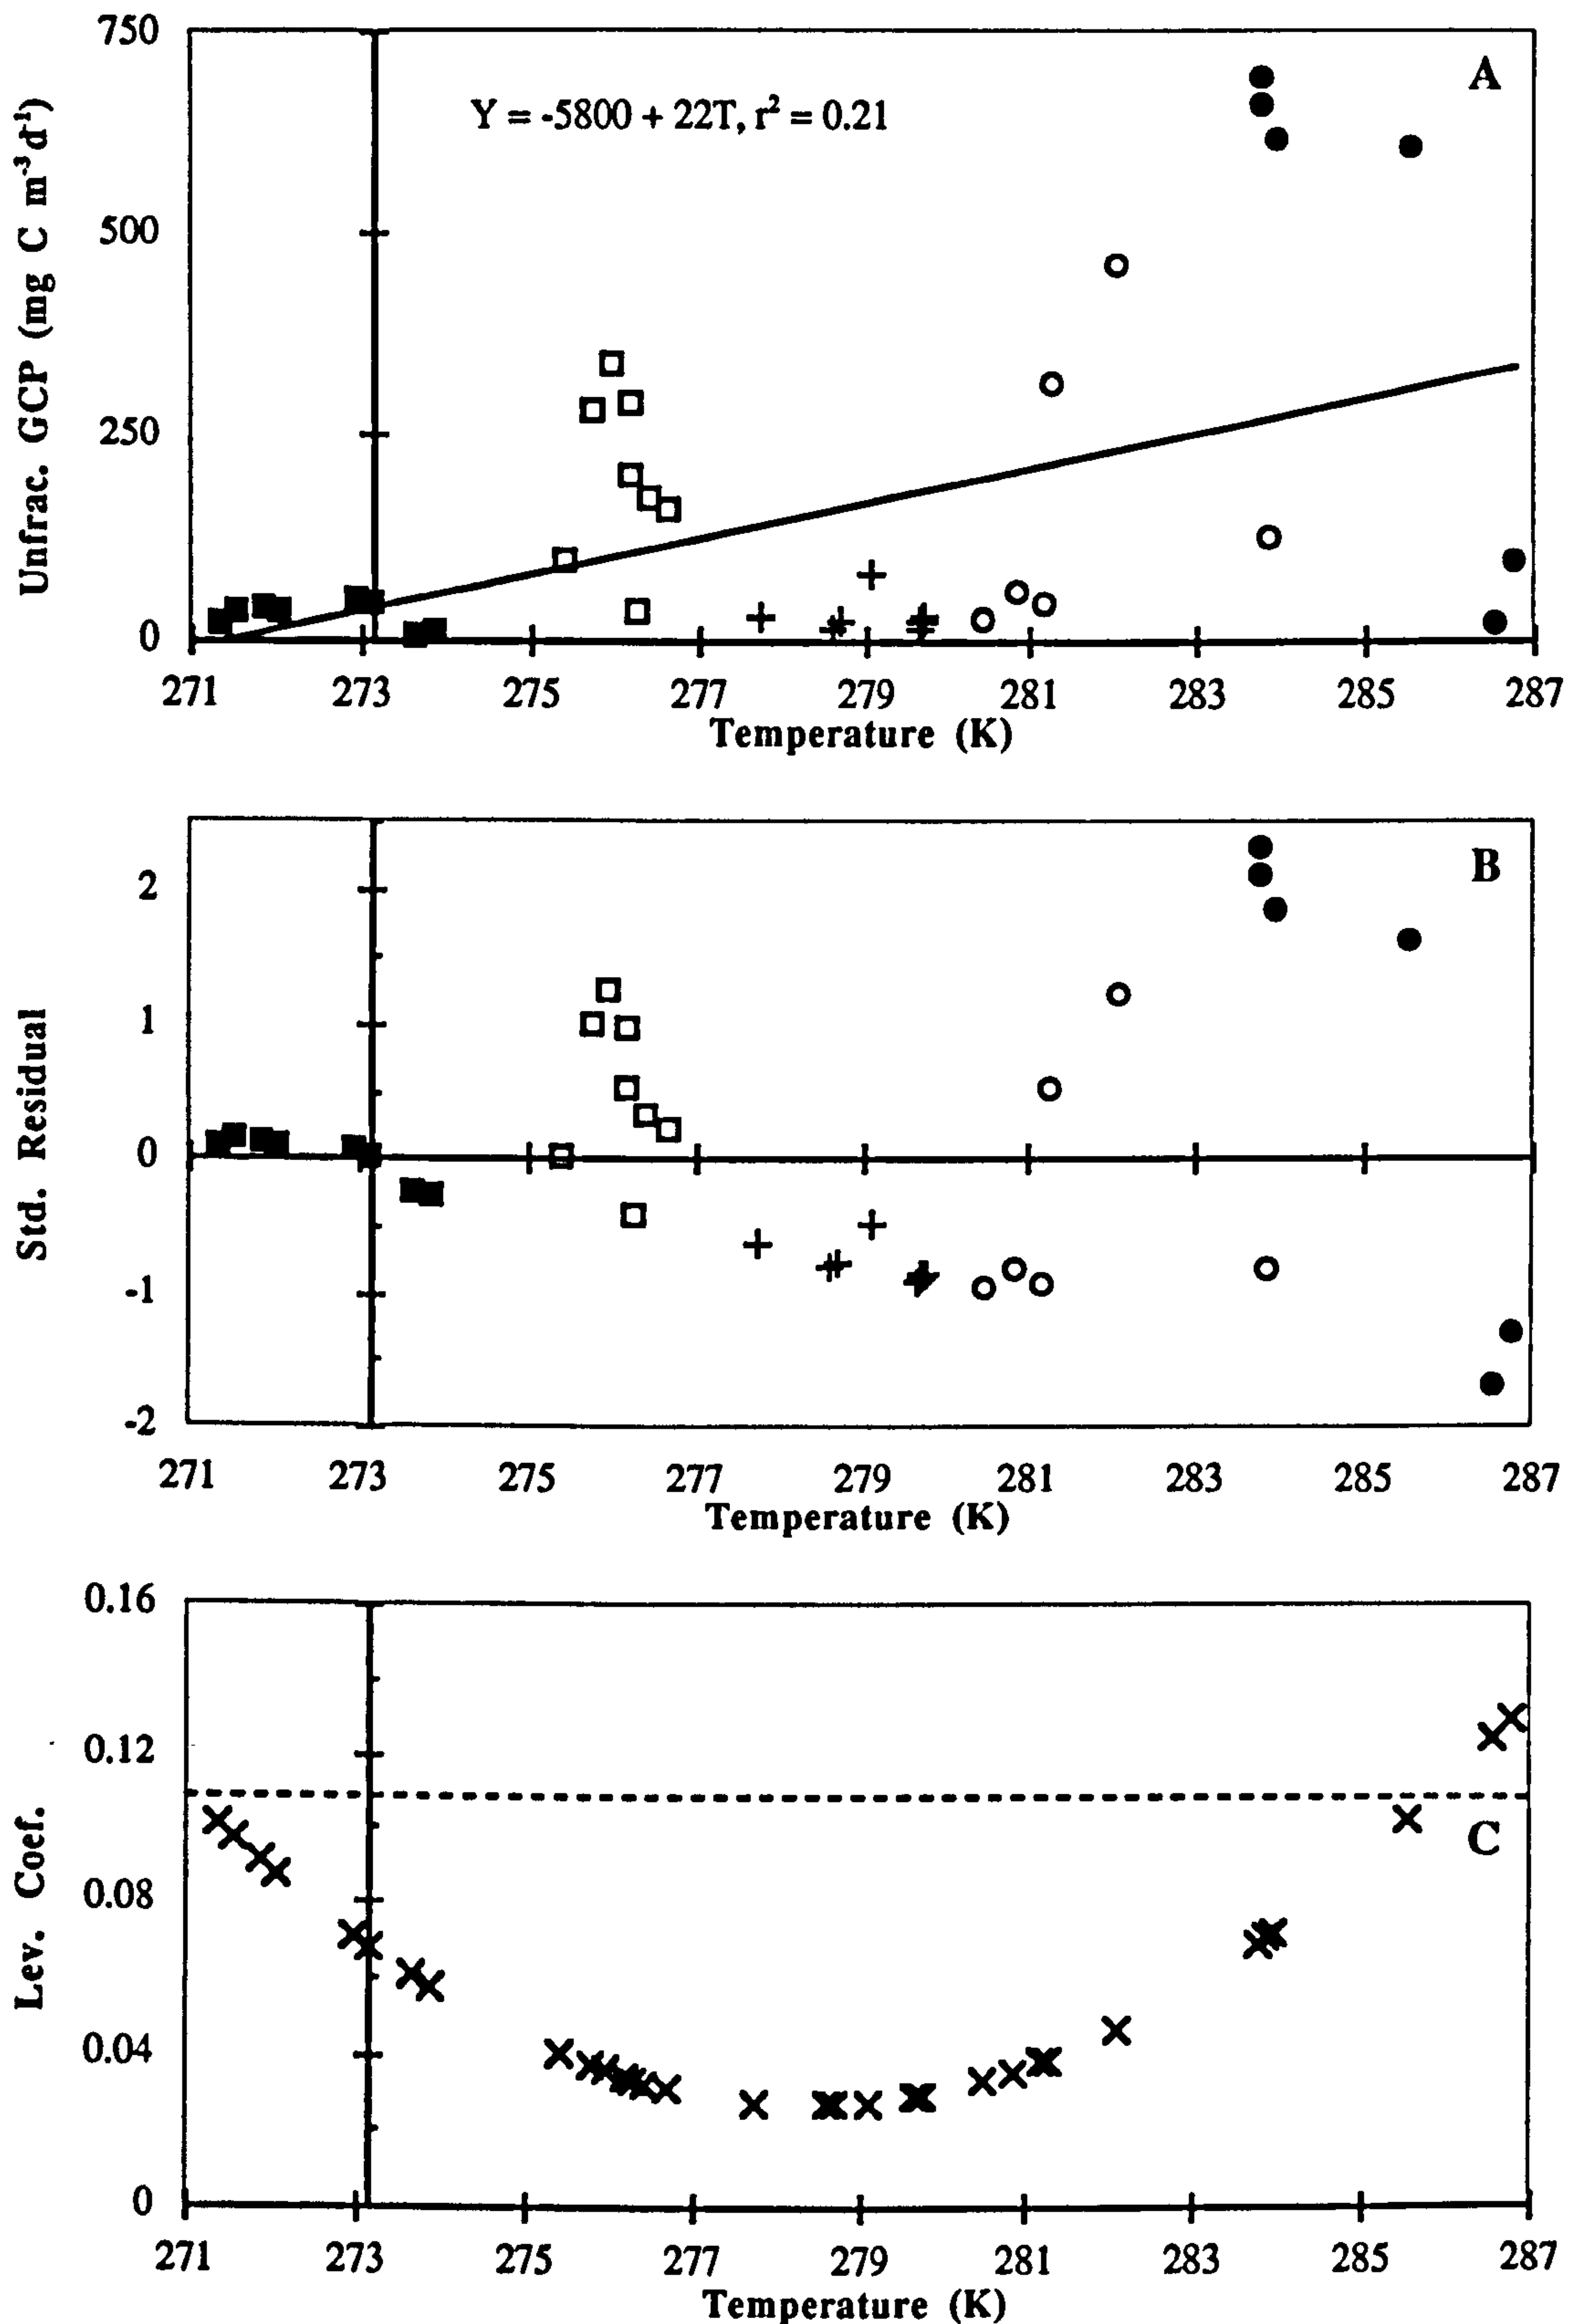 750
A
Y = -5800 + 22T, r² = 0.21
500
250
0
Unfrac. GCP (mg C m⁻³d⁻¹)
271 273 275 277 279 281 283 285 287
Temperature (K)
B
2
1
0
-1
-2
Std. Residual
271 273 275 277 279 281 283 285 287
Temperature (K)
0.16
0.12
C
0.08
0.04
0
Lev. Coef.
271 273 275 277 279 281 283 285 287
Temperature (K)